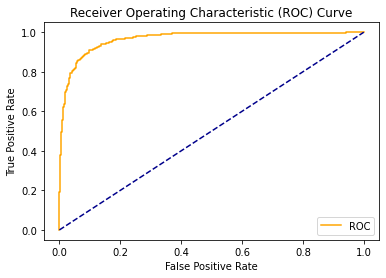 Receiver Operating Characteristic (ROC) Curve
1.0
0.8
0.6
0.4
0.2
0.0
True Positive Rate
ROC
0.0 0.2 0.4 0.6 0.8 1.0
False Positive Rate